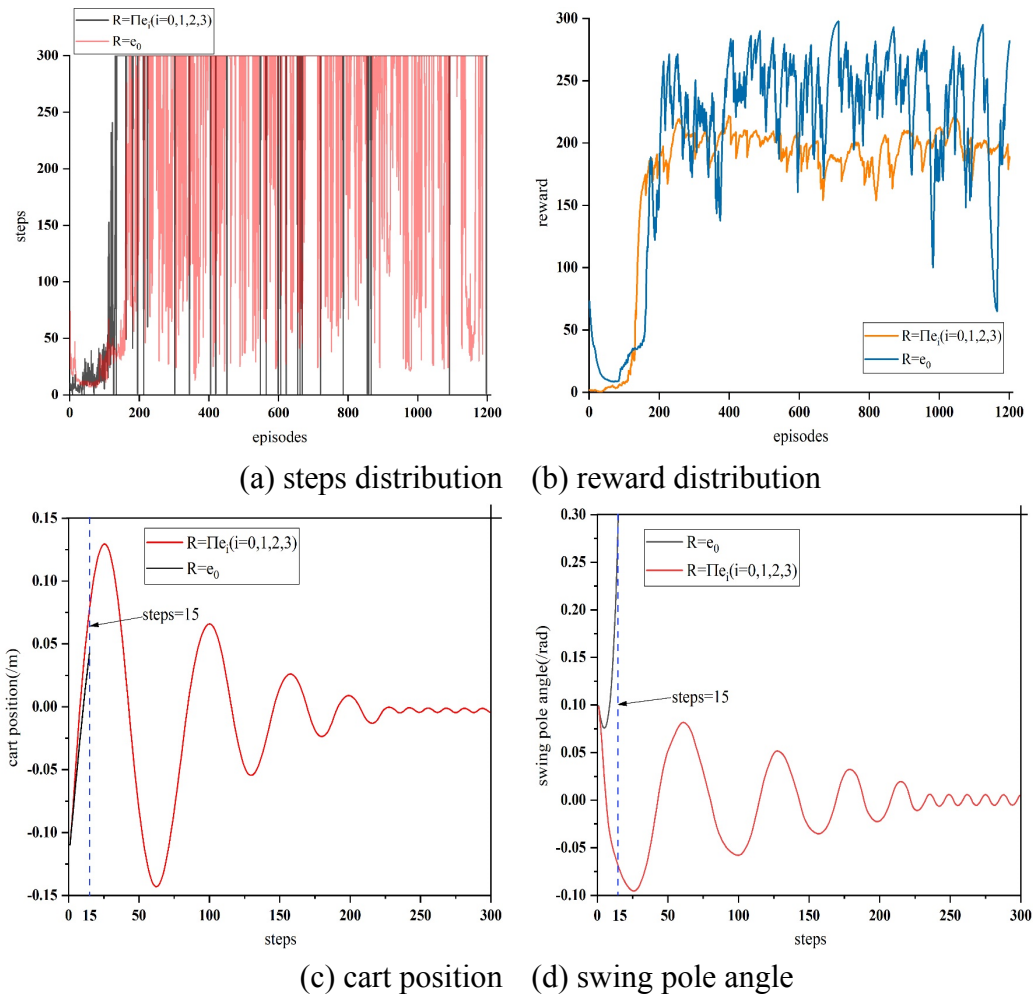 R=Πeᵢ(i=0,1,2,3)
R=e₀
300
250
200
150
100
50
0
steps
0 200 400 600 800 1000 1200
episodes
(a) steps distribution
300
250
200
150
100
50
0
reward
R=Πeᵢ(i=0,1,2,3)
R=e₀
0 200 400 600 800 1000 1200
episodes
(b) reward distribution
0.15
0.10
0.05
0.00
-0.05
-0.10
-0.15
cart position(/m)
R=Πeᵢ(i=0,1,2,3)
R=e₀
steps=15
0 15 50 100 150 200 250 300
steps
(c) cart position
0.30
0.25
0.20
0.15
0.10
0.05
0.00
-0.05
-0.10
swing pole angle(/rad)
R=e₀
R=Πeᵢ(i=0,1,2,3)
steps=15
0 15 50 100 150 200 250 300
steps
(d) swing pole angle